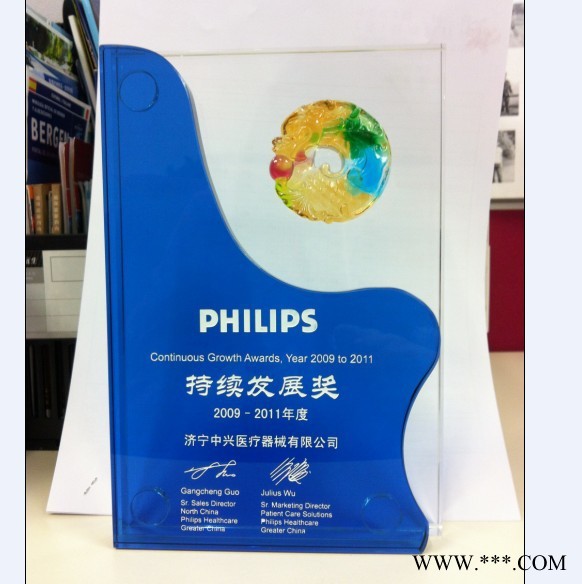 BERGEN
PHILIPS
Continuous Growth Awards, Year 2009 to 2011
持续发展奖
2009 - 2011年度
济宁中兴医疗器械有限公司
Gangcheng Guo
Sr. Sales Director
North China
Philips Healthcare
Greater China
Julius Wu
Sr. Marketing Director
Patient Care Solutions
Philips Healthcare
Greater China
WWW.***.COM